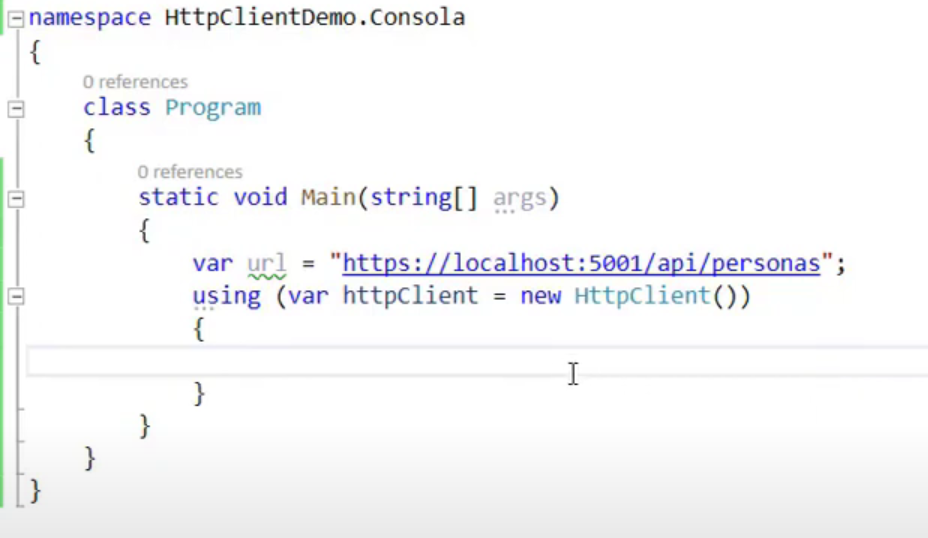 namespace HttpClientDemo.Consola
{
0 references
class Program
{
0 references
static void Main(string[] args)
{
var url = "https://localhost:5001/api/personas";
using (var httpClient = new HttpClient())
{
}
}
}
}